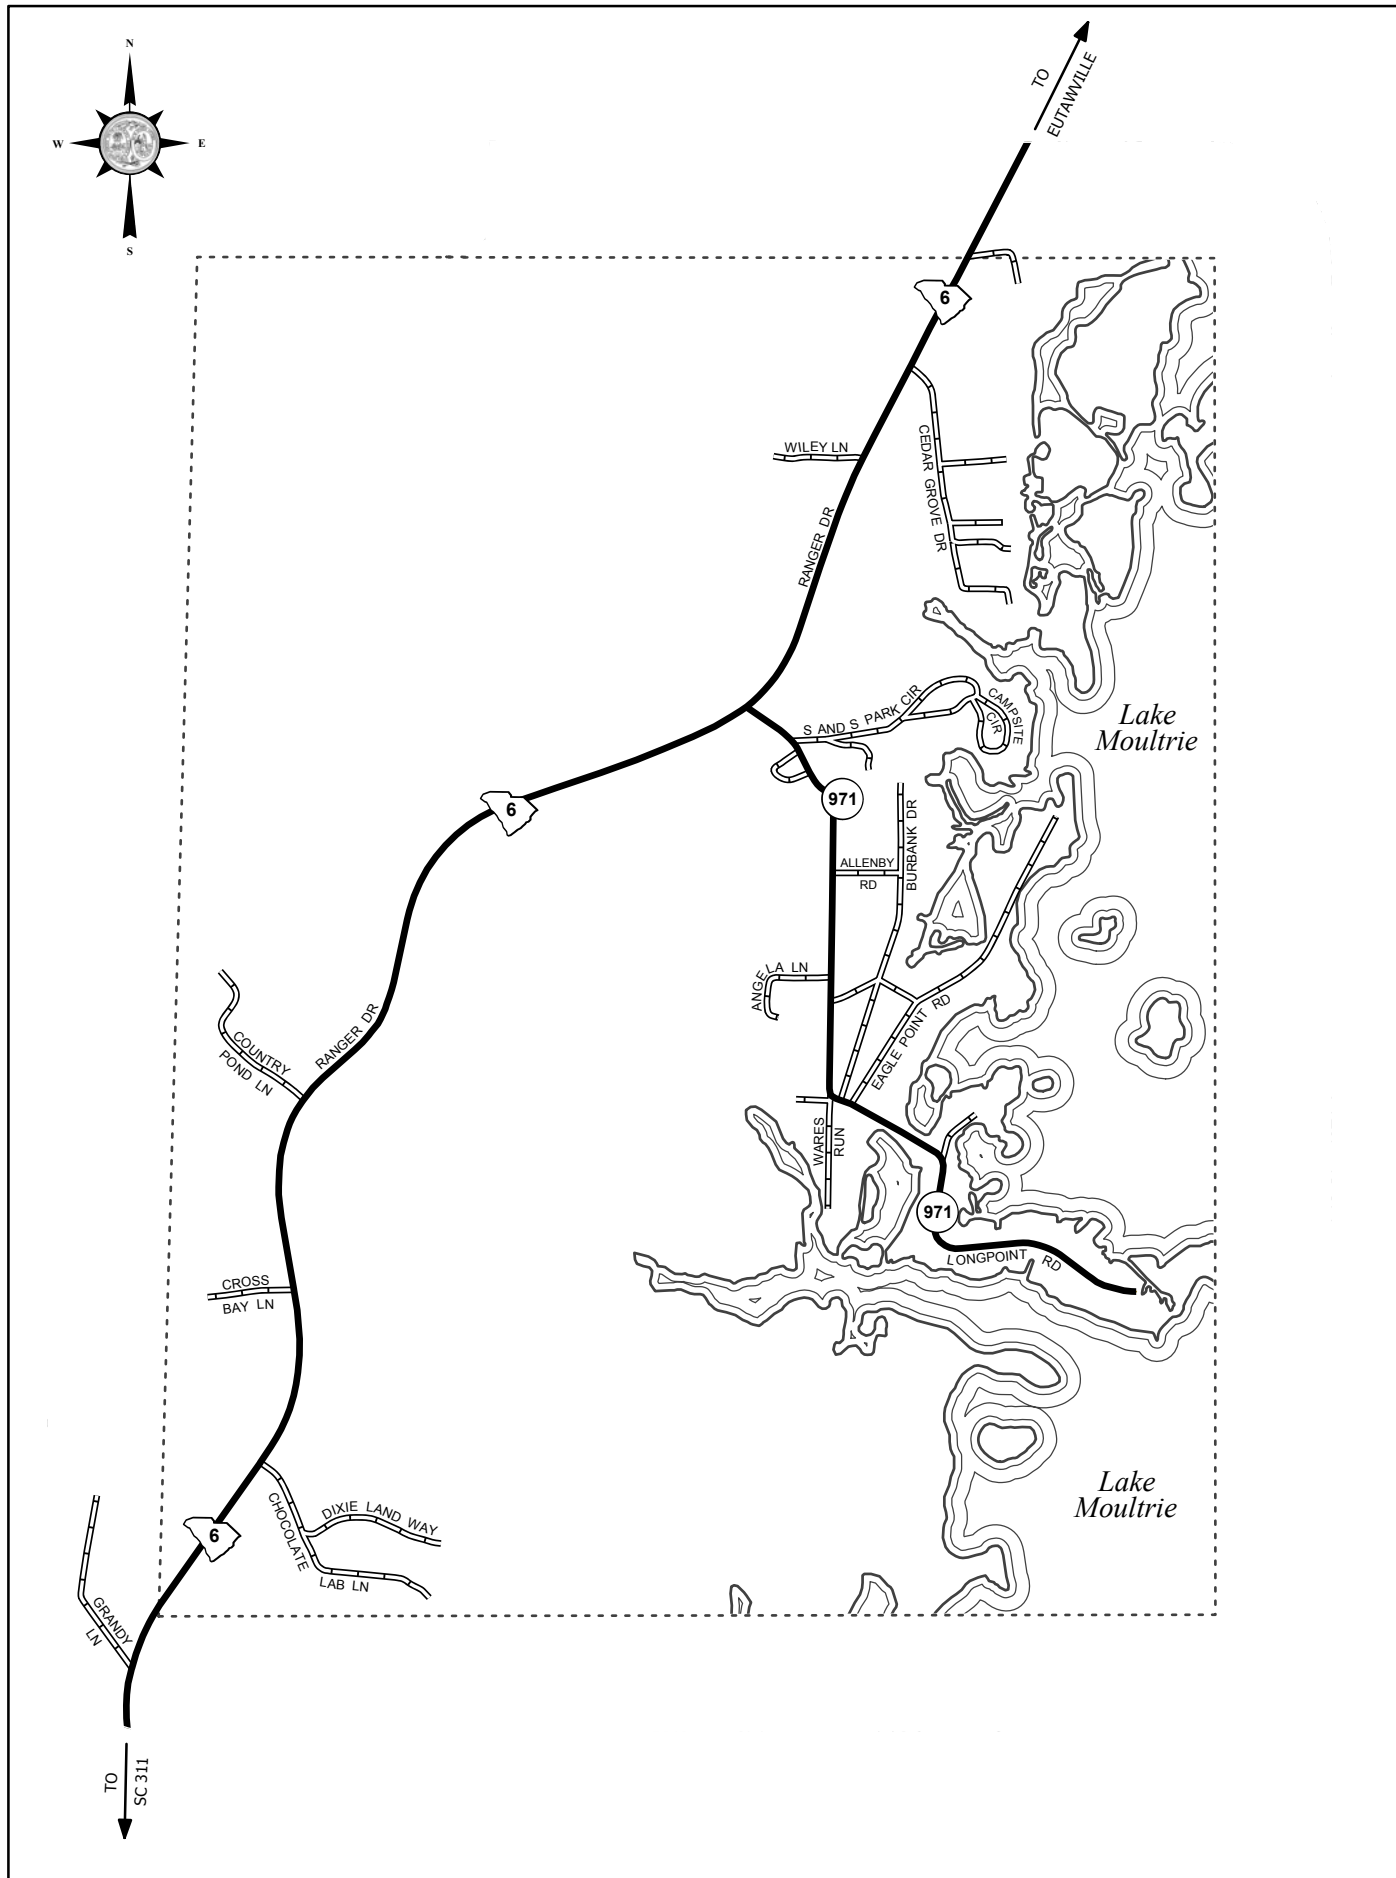 N
W
E
S
TO
EUTAWVILLE
6
WILEY LN
CEDAR GROVE DR
RANGER DR
S AND S PARK CIR
CAMPSITE
CIR
Lake
Moultrie
971
6
ALLENBY
RD
BURBANK DR
ANGELA LN
EAGLE POINT RD
RANGER DR
COUNTRY
POND LN
WARES
RUN
971
LONGPOINT RD
CROSS
BAY LN
Lake
Moultrie
CHOCOLATE
LAB LN
DIXIE LAND WAY
6
GRANDY
LN
TO
SC 311